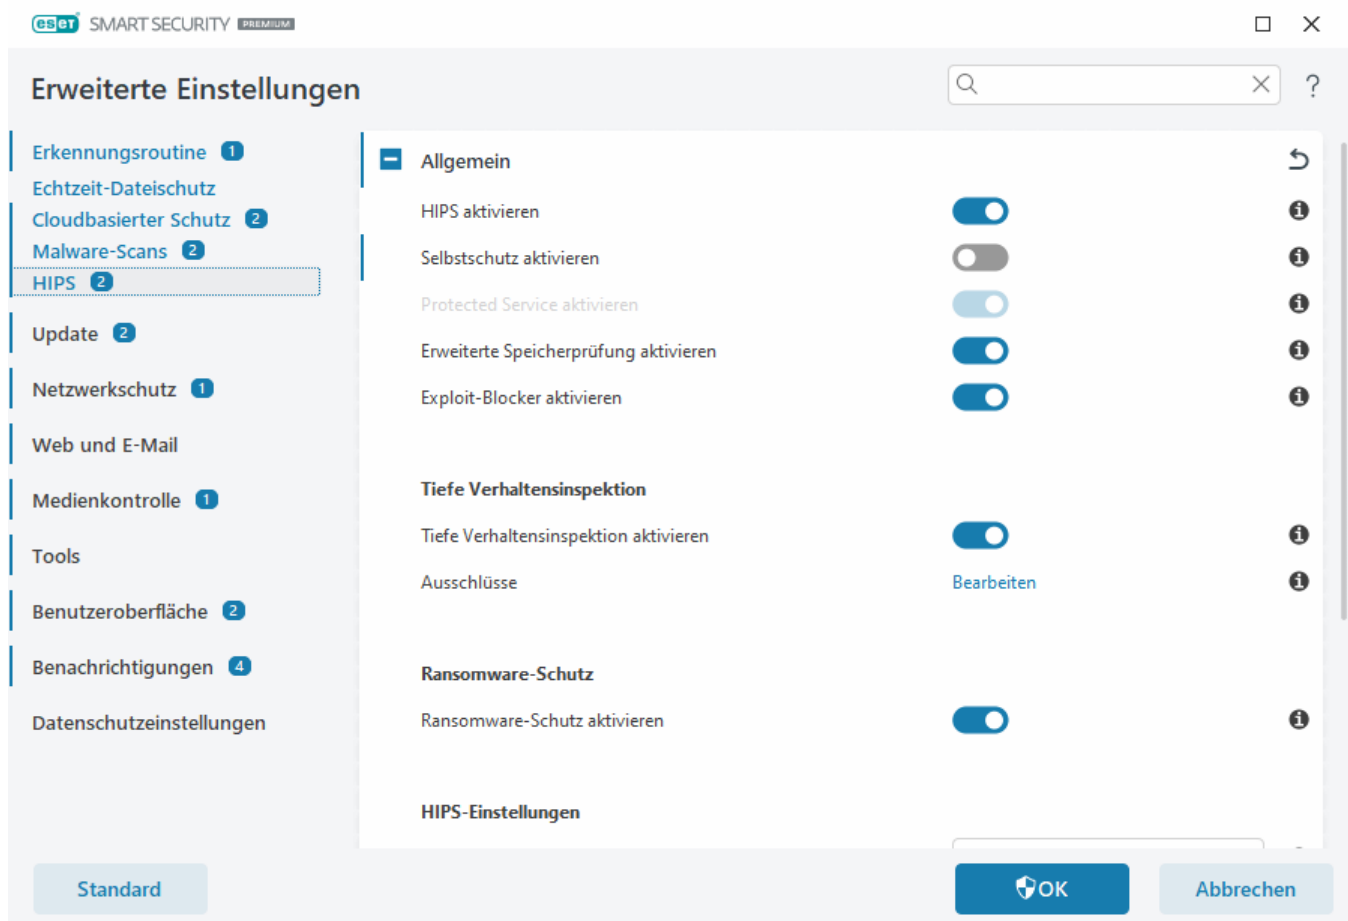 eset SMART SECURITY PREMIUM
Erweiterte Einstellungen
?
Erkennungsroutine 1
Echtzeit-Dateischutz
Cloudbasierter Schutz 2
Malware-Scans 2
HIPS 2
Update 2
Netzwerkschutz 1
Web und E-Mail
Medienkontrolle 1
Tools
Benutzeroberfläche 2
Benachrichtigungen 4
Datenschutzeinstellungen
Allgemein
HIPS aktivieren
Selbstschutz aktivieren
Protected Service aktivieren
Erweiterte Speicherprüfung aktivieren
Exploit-Blocker aktivieren
Tiefe Verhaltensinspektion
Tiefe Verhaltensinspektion aktivieren
Ausschlüsse Bearbeiten
Ransomware-Schutz
Ransomware-Schutz aktivieren
HIPS-Einstellungen
Standard OK Abbrechen